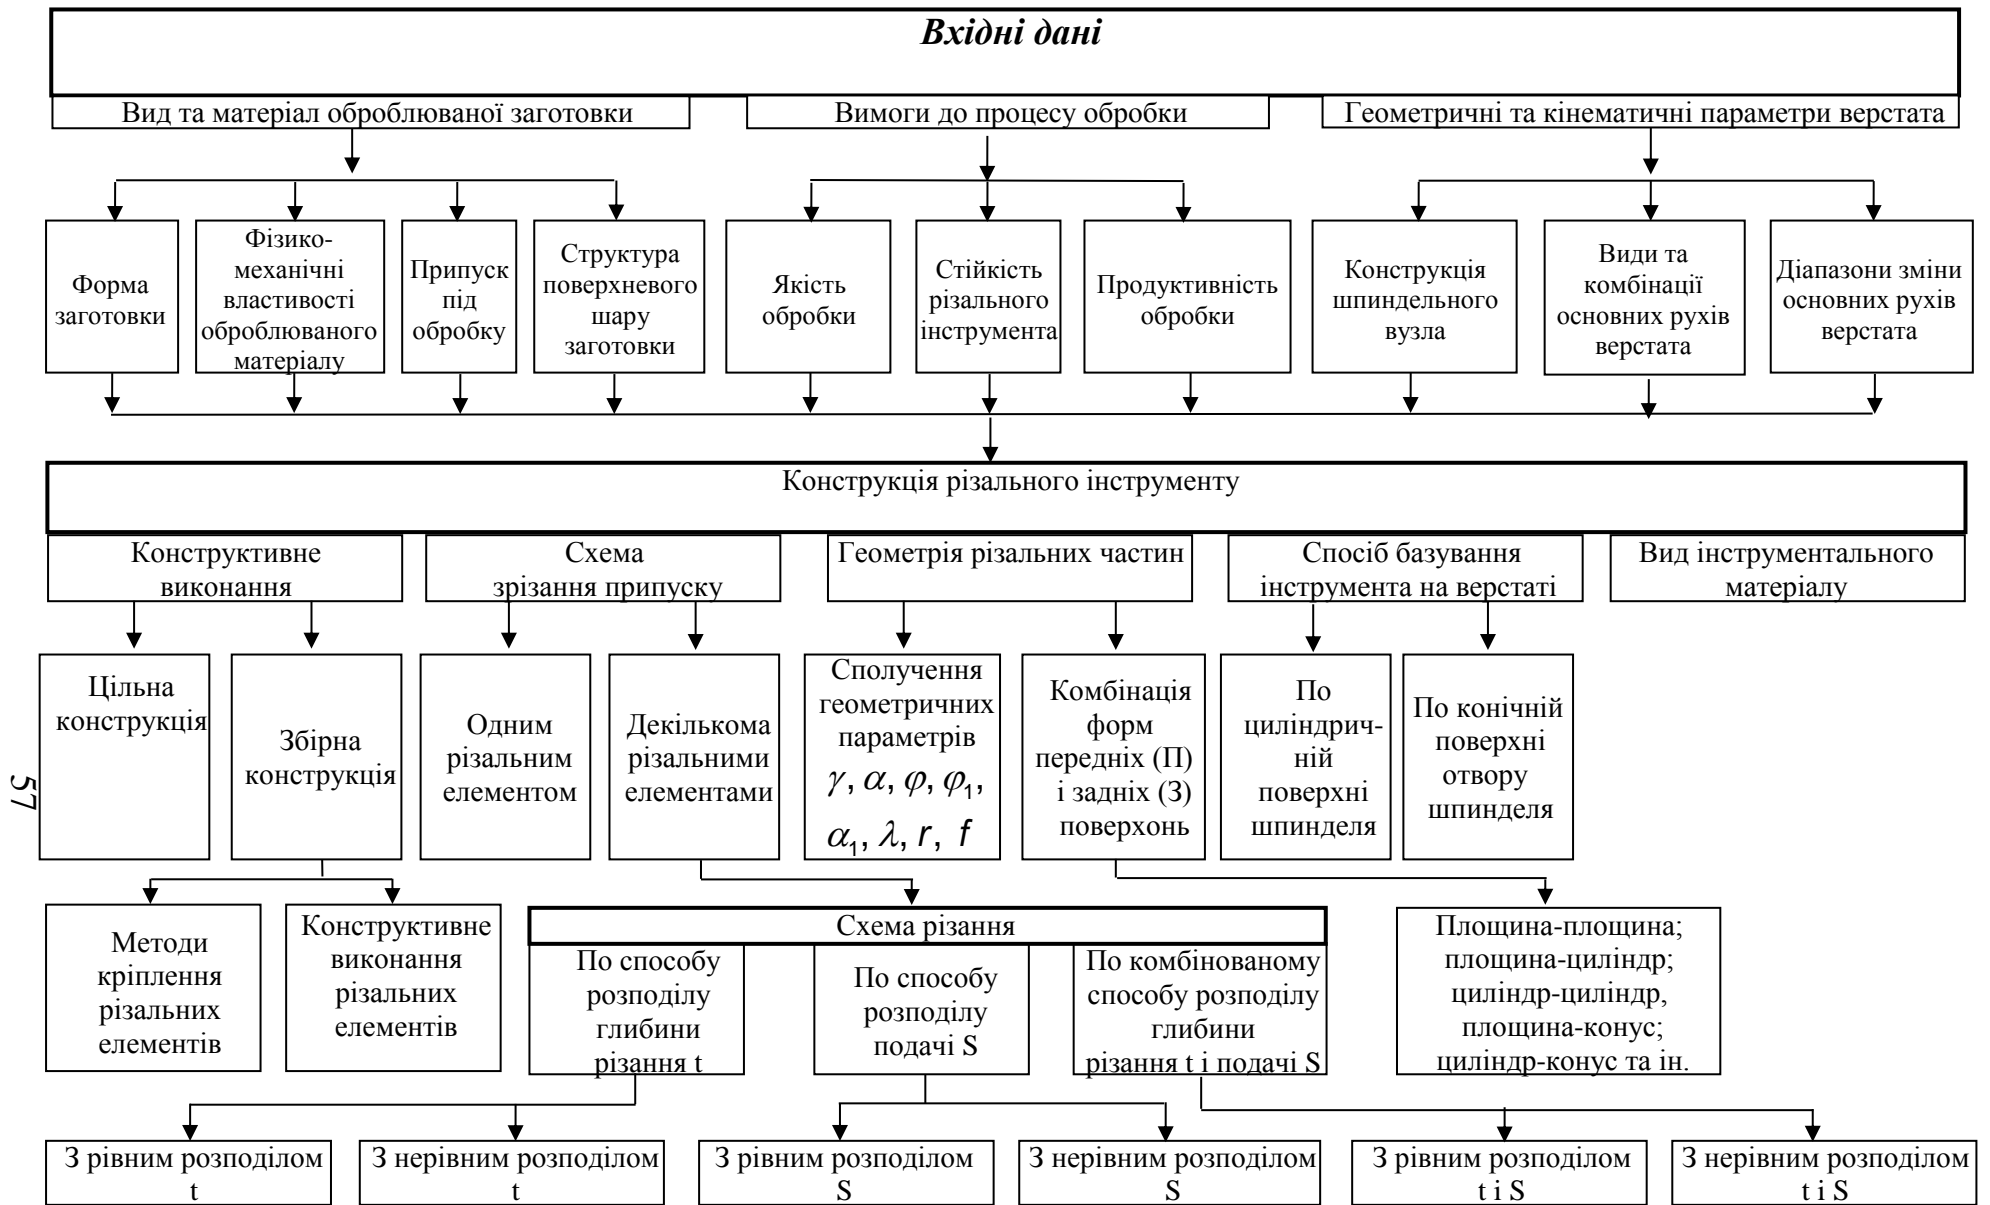 Вхідні дані
Вид та матеріал оброблюваної заготовки
Вимоги до процесу обробки
Геометричні та кінематичні параметри верстата
Форма
заготовки
Фізико-
механічні
властивості
оброблюваного
матеріалу
Припуск
під
обробку
Структура
поверхневого
шару
заготовки
Якість
обробки
Стійкість
різального
інструмента
Продуктивність
обробки
Конструкція
шпиндельного
вузла
Види та
комбінації
основних рухів
верстата
Діапазони зміни
основних рухів
верстата
Конструкція різального інструменту
Конструктивне
виконання
Схема
зрізання припуску
Геометрія різальних частин
Спосіб базування
інструмента на верстаті
Вид інструментального
матеріалу
Цільна
конструкція
Збірна
конструкція
Одним
різальним
елементом
Декількома
різальними
елементами
Сполучення
геометричних
параметрів
γ, α, φ, φ₁,
α₁, λ, r, f
Комбінація
форм
передніх (П)
і задніх (З)
поверхонь
По
циліндрич-
ній
поверхні
шпинделя
По конічній
поверхні
отвору
шпинделя
57
Методи
кріплення
різальних
елементів
Конструктивне
виконання
різальних
елементів
Схема різання
По способу
розподілу
глибини
різання t
По способу
розподілу
подачі S
По комбінованому
способу розподілу
глибини
різання t і подачі S
Площина-площина;
площина-циліндр;
циліндр-циліндр,
площина-конус;
циліндр-конус та ін.
З рівним розподілом
t
З нерівним розподілом
t
З рівним розподілом
S
З нерівним розподілом
S
З рівним розподілом
t і S
З нерівним розподілом
t і S